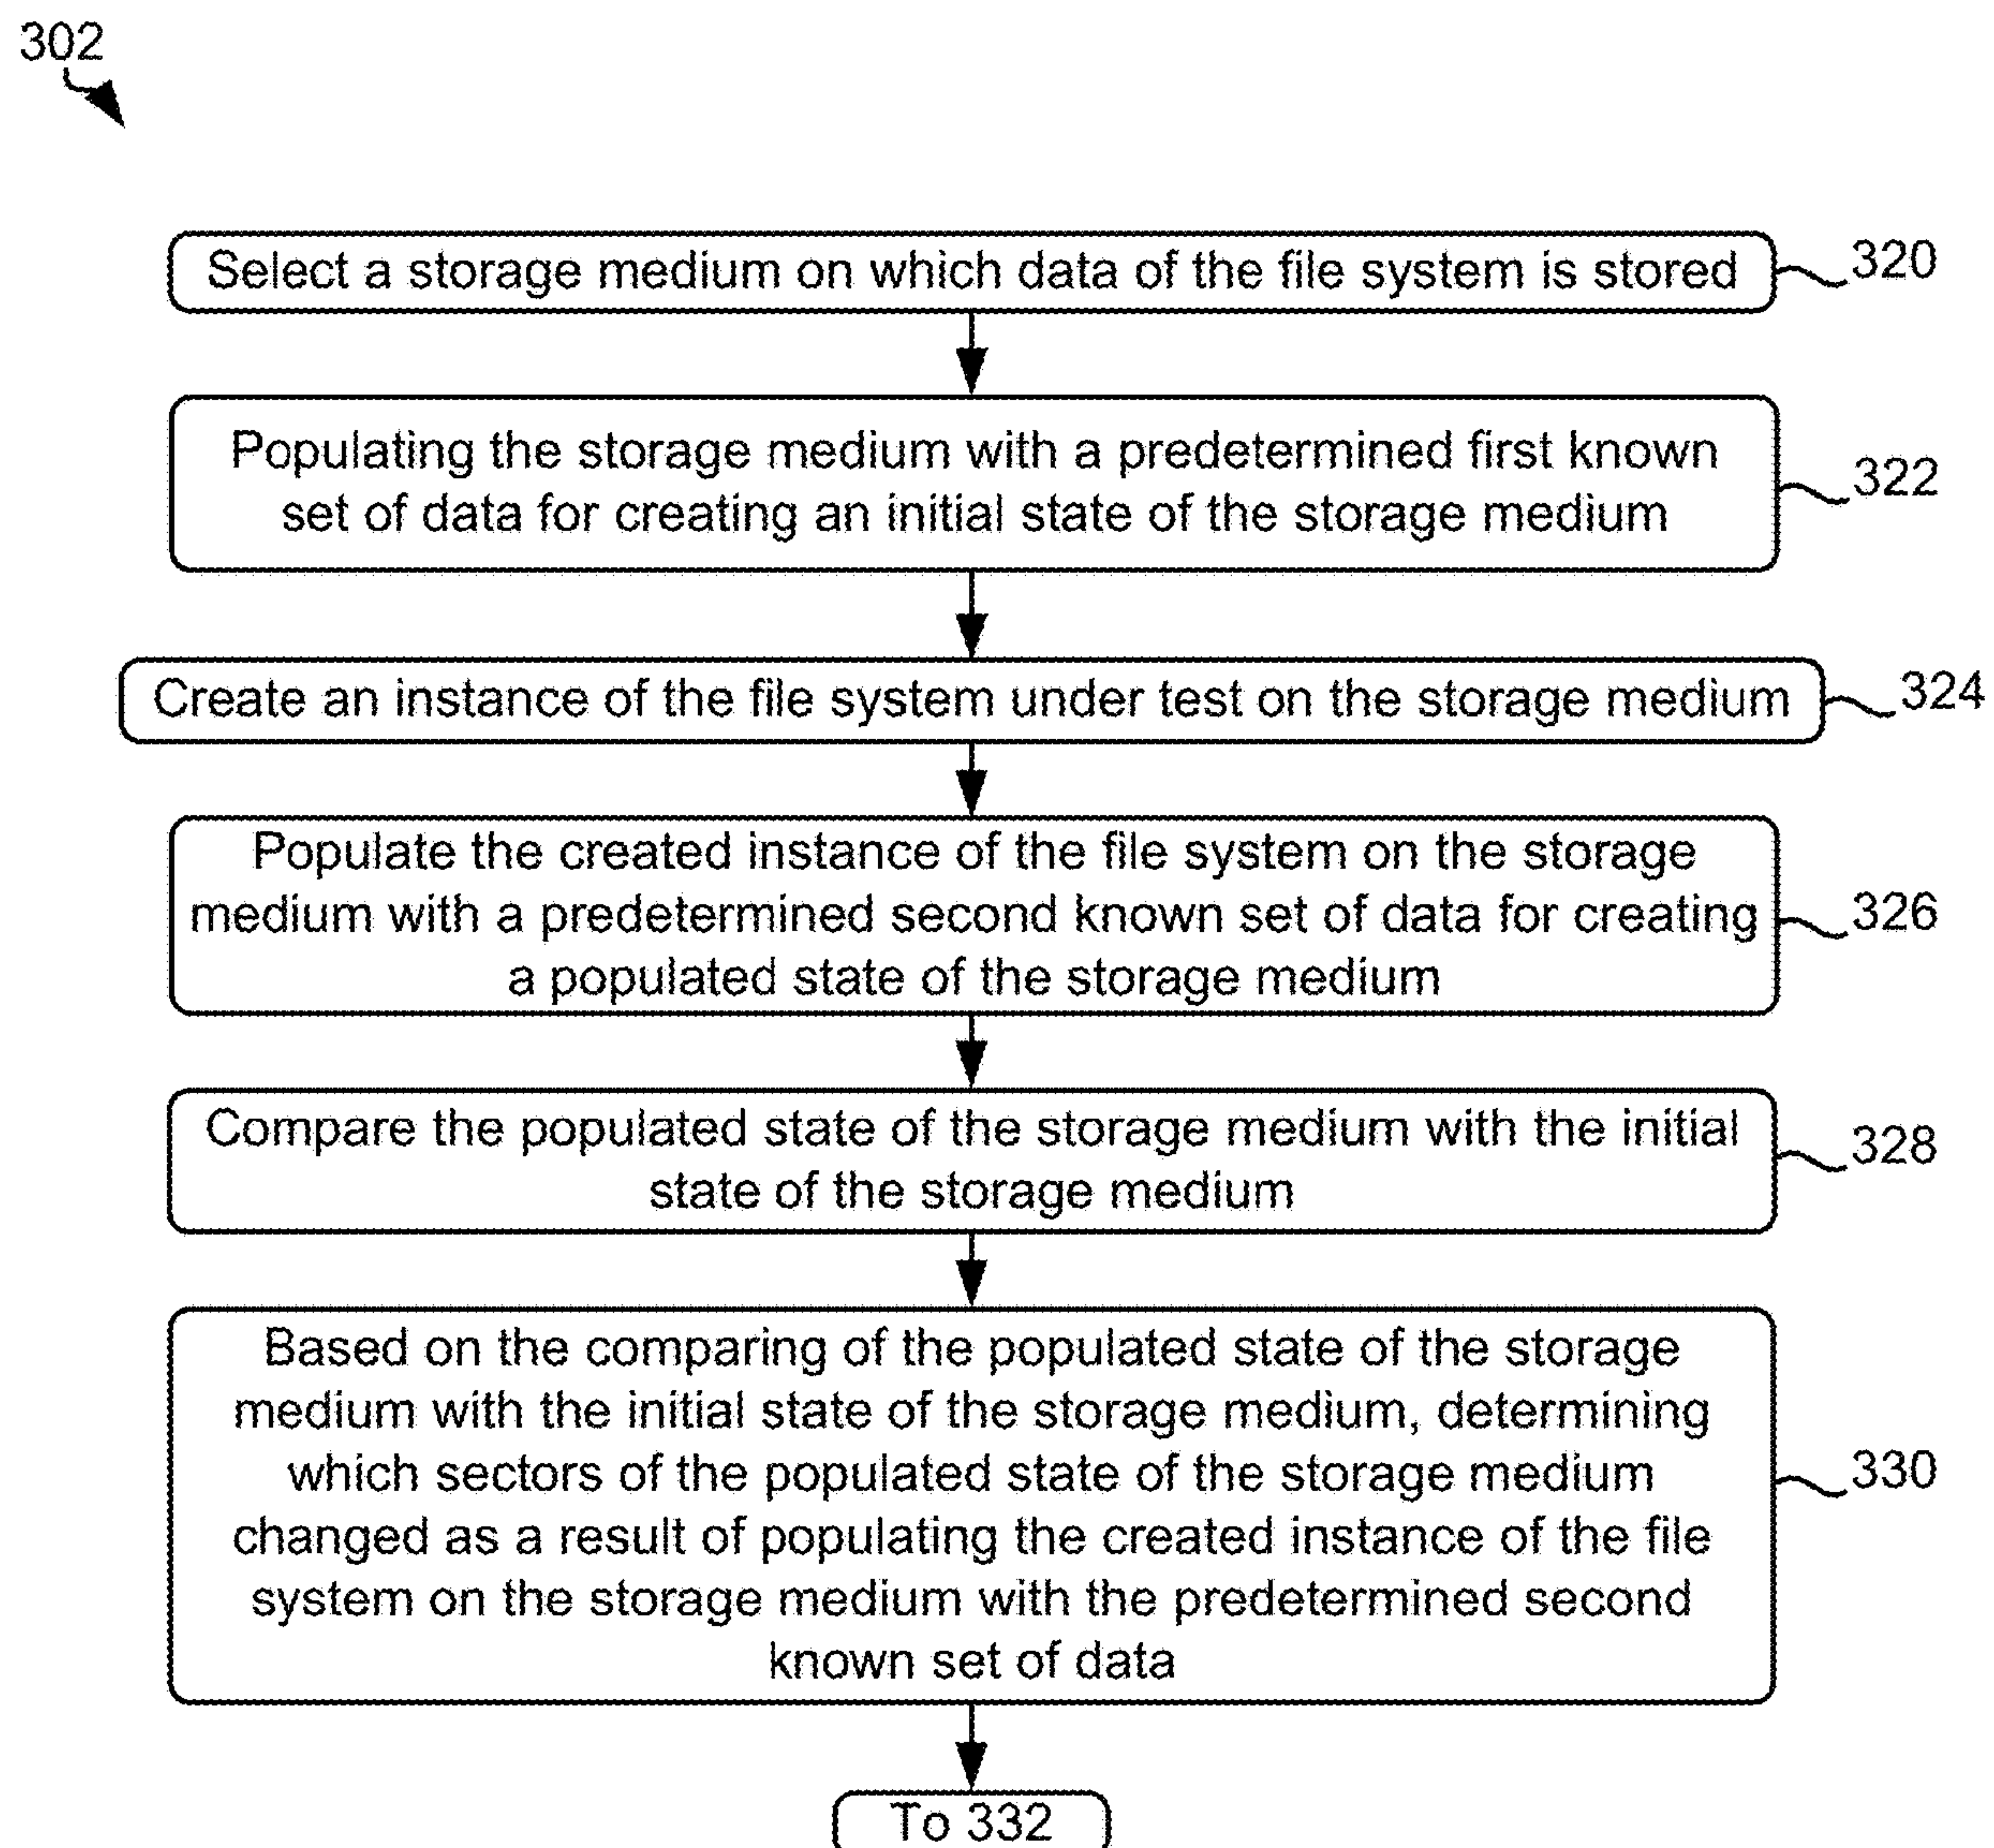 302
Select a storage medium on which data of the file system is stored
320
Populating the storage medium with a predetermined first known
set of data for creating an initial state of the storage medium
322
Create an instance of the file system under test on the storage medium
324
Populate the created instance of the file system on the storage
medium with a predetermined second known set of data for creating
a populated state of the storage medium
326
Compare the populated state of the storage medium with the initial
state of the storage medium
328
Based on the comparing of the populated state of the storage
medium with the initial state of the storage medium, determining
which sectors of the populated state of the storage medium
changed as a result of populating the created instance of the file
system on the storage medium with the predetermined second
known set of data
330
To 332